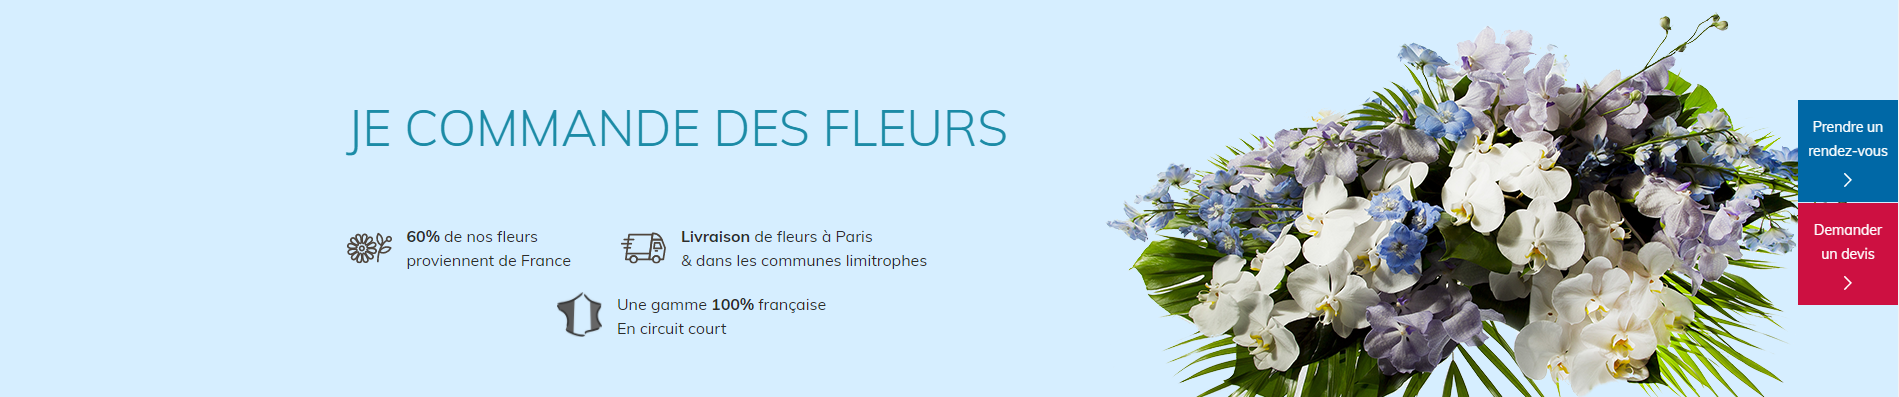 JE COMMANDE DES FLEURS
60% de nos fleurs
proviennent de France
Livraison de fleurs à Paris
& dans les communes limitrophes
Une gamme 100% française
En circuit court
Prendre un
rendez-vous
Demander
un devis